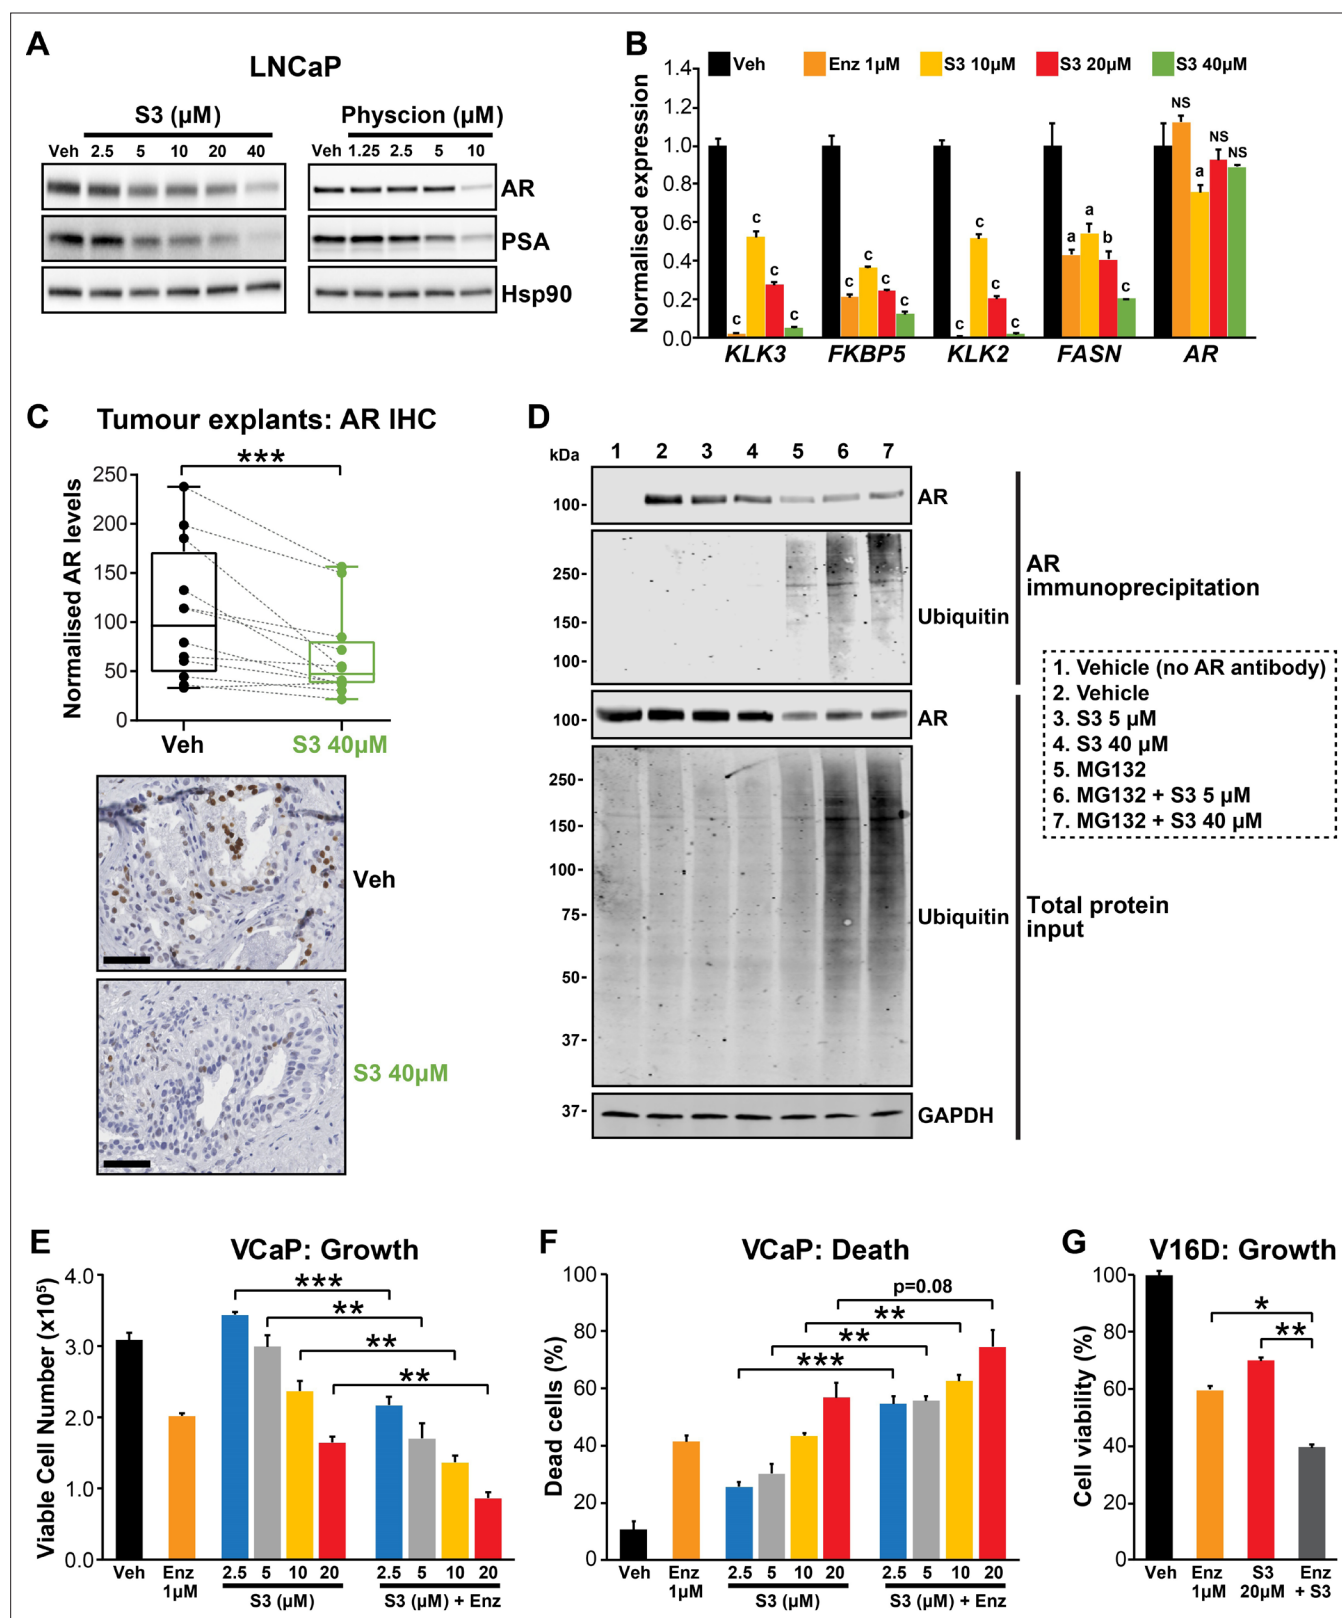 A
LNCaP
S3 (µM)
Physcion (µM)
Veh 2.5 5 10 20 40
Veh 1.25 2.5 5 10
AR
PSA
Hsp90
B
Veh Enz 1µM S3 10µM S3 20µM S3 40µM
Normalised expression
1.4
1.2
1.0
0.8
0.6
0.4
0.2
0.0
c c c c
c c c c
c c c c
a a b c
NS a NS NS
KLK3 FKBP5 KLK2 FASN AR
C
Tumour explants: AR IHC
***
Normalised AR levels
250
200
150
100
50
0
Veh S3 40µM
Veh
S3 40µM
D
kDa 1 2 3 4 5 6 7
100-
AR
250-
150-
100-
Ubiquitin
AR
immunoprecipitation
100-
AR
250-
150-
100-
75-
50-
37-
Ubiquitin
37-
GAPDH
Total protein
input
1. Vehicle (no AR antibody)
2. Vehicle
3. S3 5 µM
4. S3 40 µM
5. MG132
6. MG132 + S3 5 µM
7. MG132 + S3 40 µM
E
VCaP: Growth
Viable Cell Number (x10⁵)
4.0
3.0
2.0
1.0
0.0
***
**
**
**
Veh Enz 2.5 5 10 20 2.5 5 10 20
1µM S3 (µM) S3 (µM) + Enz
F
VCaP: Death
Dead cells (%)
100
80
60
40
20
0
p=0.08
**
**
***
Veh Enz 2.5 5 10 20 2.5 5 10 20
1µM S3 (µM) S3 (µM) + Enz
G
V16D: Growth
Cell viability (%)
100
80
60
40
20
0
*
**
Veh Enz S3 Enz
1µM 20µM + S3